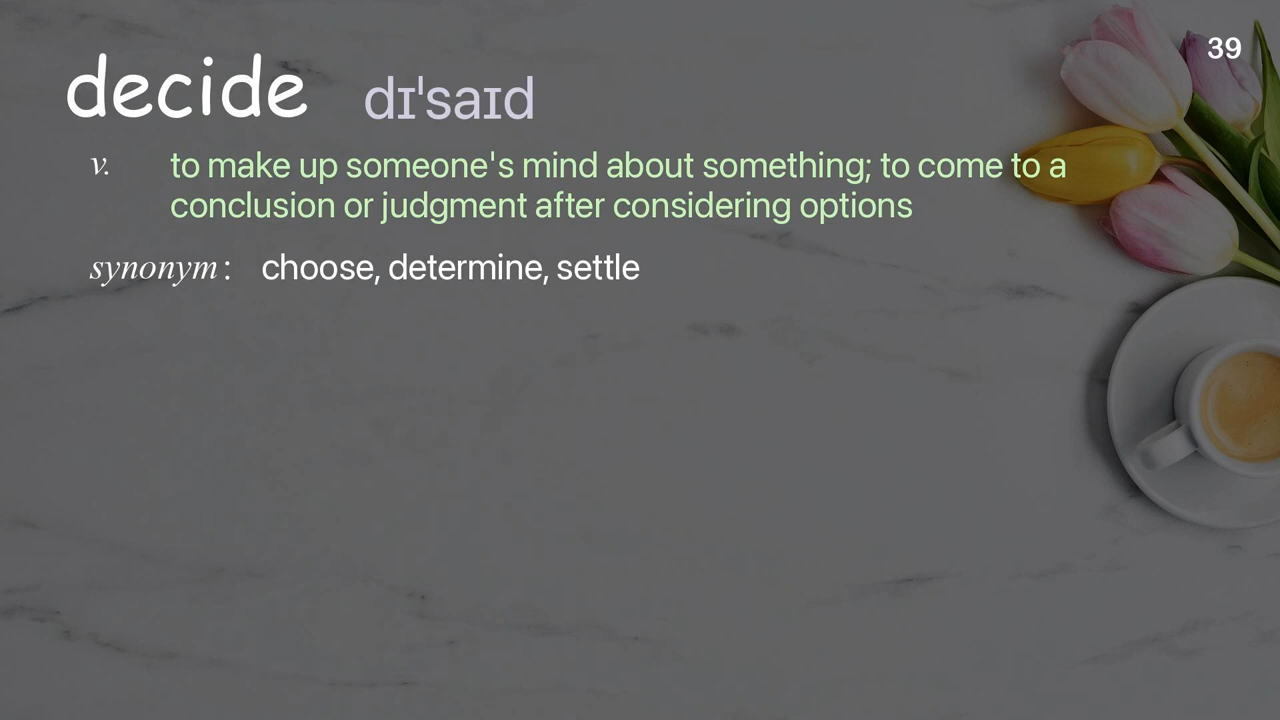 39
decide dɪˈsaɪd
v. to make up someone's mind about something; to come to a
conclusion or judgment after considering options
synonym : choose, determine, settle